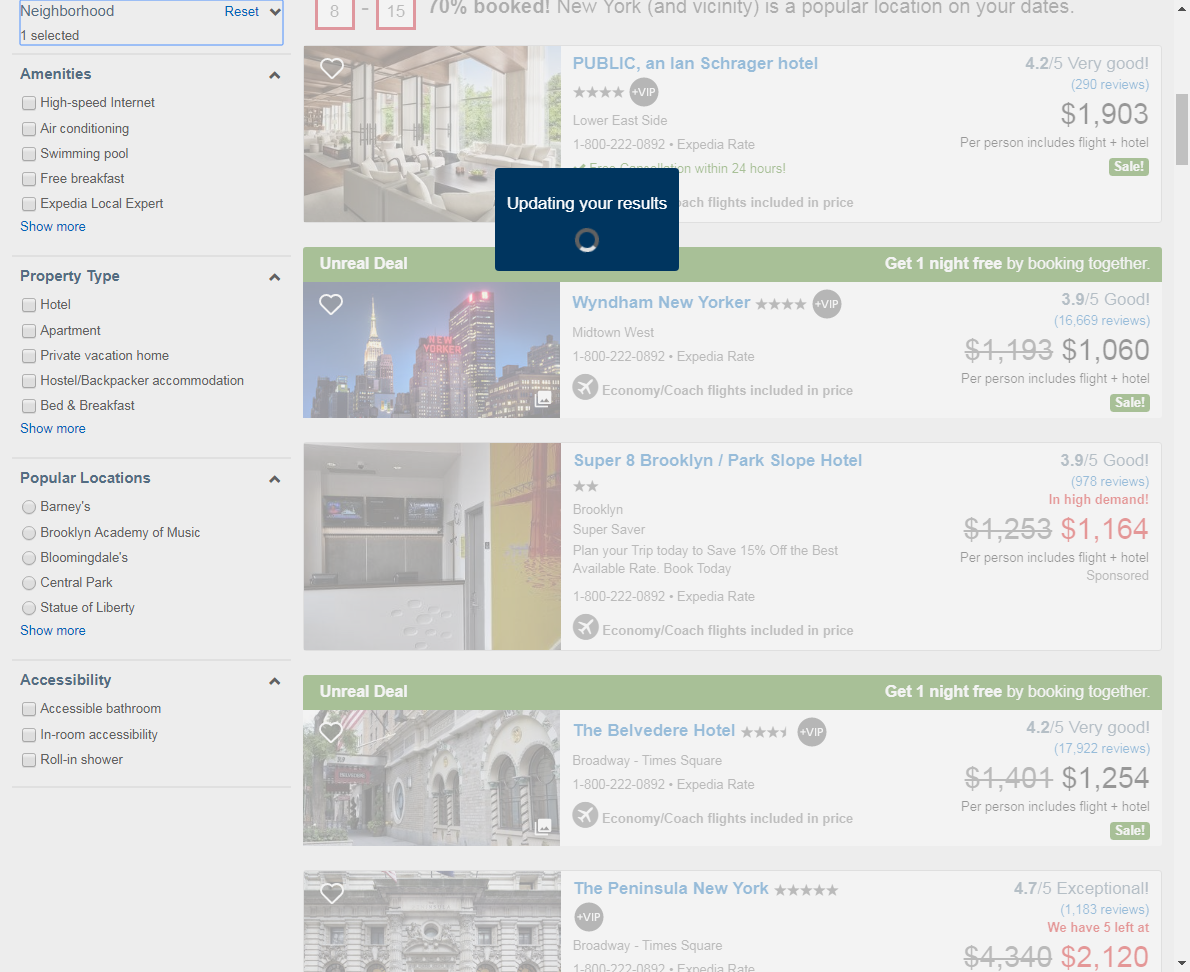 Neighborhood Reset
1 selected
Amenities
High-speed Internet
Air conditioning
Swimming pool
Free breakfast
Expedia Local Expert
Show more
Property Type
Hotel
Apartment
Private vacation home
Hostel/Backpacker accommodation
Bed & Breakfast
Show more
Popular Locations
Barney's
Brooklyn Academy of Music
Bloomingdale's
Central Park
Statue of Liberty
Show more
Accessibility
Accessible bathroom
In-room accessibility
Roll-in shower
8 - 15
70% booked! New York (and vicinity) is a popular location on your dates.
PUBLIC, an Ian Schrager hotel
+VIP
Lower East Side
1-800-222-0892 • Expedia Rate
Free Cancellation within 24 hours!
flights included in price
4.2/5 Very good!
(290 reviews)
$1,903
Per person includes flight + hotel
Sale!
Updating your results
Unreal Deal
Get 1 night free by booking together.
NEW
YORKER
Wyndham New Yorker +VIP
Midtown West
1-800-222-0892 • Expedia Rate
Economy/Coach flights included in price
3.9/5 Good!
(16,669 reviews)
$1,193 $1,060
Per person includes flight + hotel
Sale!
Super 8 Brooklyn / Park Slope Hotel
Brooklyn
Super Saver
Plan your Trip today to Save 15% Off the Best
Available Rate. Book Today
1-800-222-0892 • Expedia Rate
Economy/Coach flights included in price
3.9/5 Good!
(978 reviews)
In high demand!
$1,253 $1,164
Per person includes flight + hotel
Sponsored
Unreal Deal
Get 1 night free by booking together.
The Belvedere Hotel +VIP
Broadway - Times Square
1-800-222-0892 • Expedia Rate
Economy/Coach flights included in price
4.2/5 Very good!
(17,922 reviews)
$1,401 $1,254
Per person includes flight + hotel
Sale!
The Peninsula New York
+VIP
Broadway - Times Square
1-800-222-0892 • Expedia Rate
4.7/5 Exceptional!
(1,183 reviews)
We have 5 left at
$4,340 $2,120